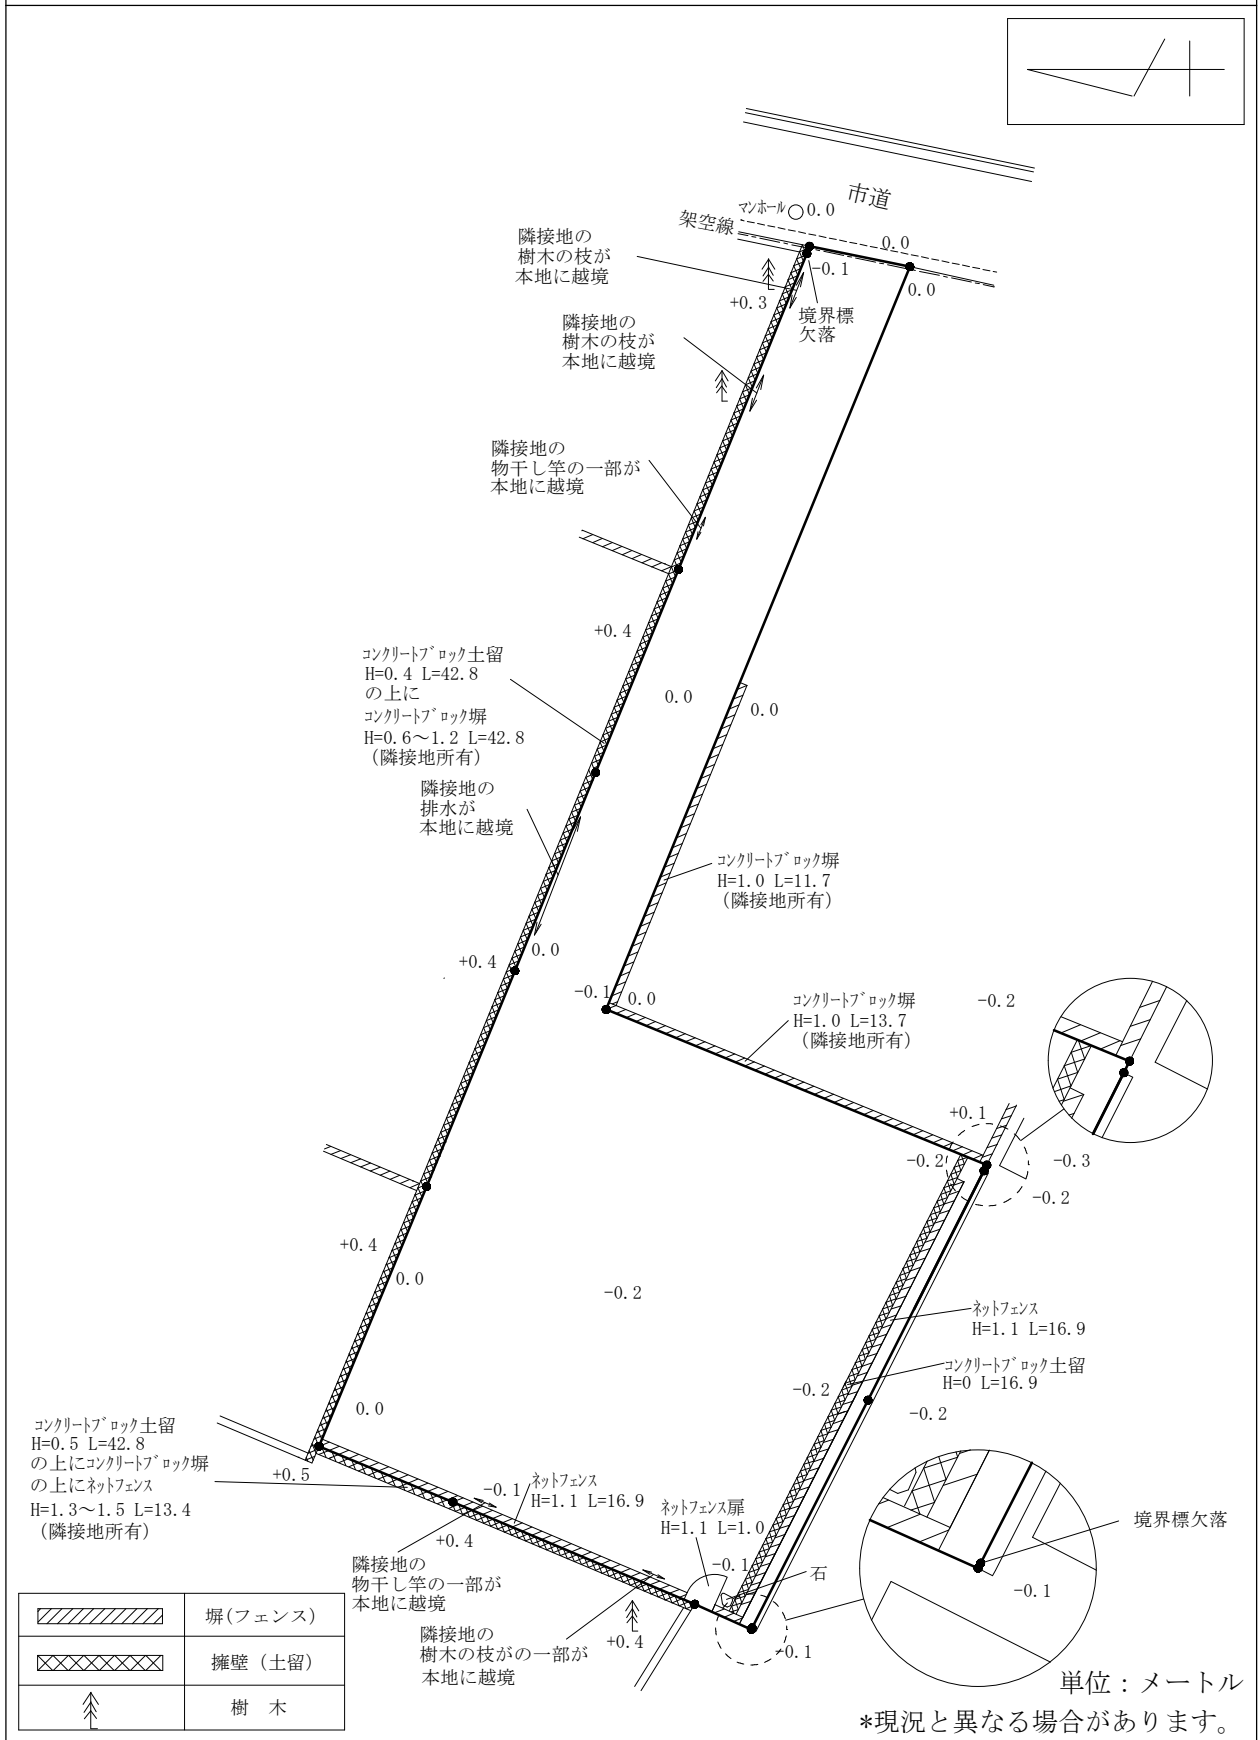 市道
マンホール
0.0
架空線
0.0
隣接地の
樹木の枝が
本地に越境
-0.1
0.0
+0.3
境界標
欠落
隣接地の
樹木の枝が
本地に越境
隣接地の
物干し竿の一部が
本地に越境
+0.4
コンクリートブロック土留
H=0.4 L=42.8
の上に
コンクリートブロック塀
H=0.6～1.2 L=42.8
(隣接地所有)
0.0
0.0
隣接地の
排水が
本地に越境
コンクリートブロック塀
H=1.0 L=11.7
(隣接地所有)
+0.4
0.0
-0.1
0.0
コンクリートブロック塀
H=1.0 L=13.7
(隣接地所有)
-0.2
+0.1
-0.2
-0.3
-0.2
+0.4
0.0
-0.2
ネットフェンス
H=1.1 L=16.9
コンクリートブロック土留
H=0 L=16.9
-0.2
-0.2
0.0
コンクリートブロック土留
H=0.5 L=42.8
の上にコンクリートブロック塀
の上にネットフェンス
H=1.3～1.5 L=13.4
(隣接地所有)
+0.5
-0.1
ネットフェンス
H=1.1 L=16.9
ネットフェンス扉
H=1.1 L=1.0
境界標欠落
+0.4
隣接地の
物干し竿の一部が
本地に越境
-0.1
石
-0.1
隣接地の
樹木の枝がの一部が
本地に越境
+0.4
-0.1
塀(フェンス)
擁壁（土留）
樹　木
単位：メートル
*現況と異なる場合があります。